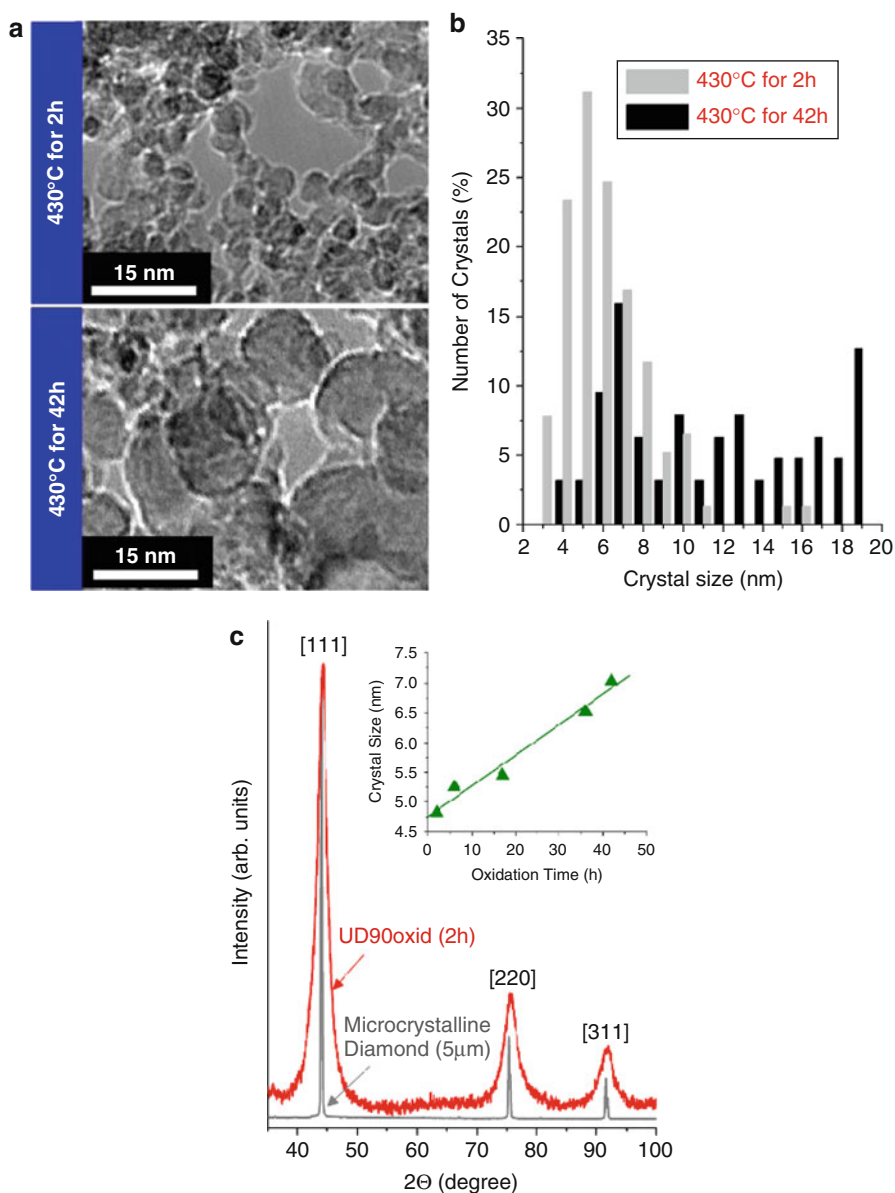 a
430°C for 2h
15 nm
430°C for 42h
15 nm
b
35
30
25
20
15
10
5
0
Number of Crystals (%)
430°C for 2h
430°C for 42h
2 4 6 8 10 12 14 16 18 20
Crystal size (nm)
c
[111]
7.5
7.0
6.5
6.0
5.5
5.0
4.5
Crystal Size (nm)
0 10 20 30 40 50
Oxidation Time (h)
Intensity (arb. units)
UD90oxid (2h)
Microcrystalline
Diamond (5μm)
[220]
[311]
40 50 60 70 80 90 100
2Θ (degree)